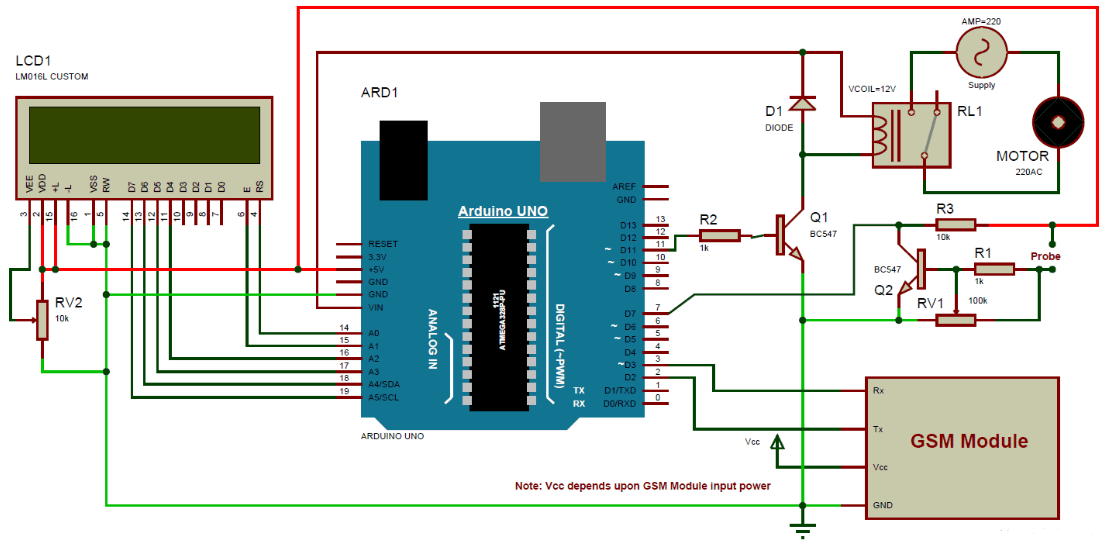 LCD1
LM016L CUSTOM
VEE
VDD
+L
-L
VSS
RW
D7
D6
D5
D4
D3
D2
D1
D0
E
RS
3
2
15
16
1
5
14
13
12
11
10
9
8
7
6
4
RV2
10k
ARD1
Arduino UNO
RESET
3.3V
+5V
GND
GND
VIN
14
A0
15
A1
16
A2
17
A3
18
A4/SDA
19
A5/SCL
ANALOG IN
1121
ATMEGA328P-PU
DIGITAL (~PWM)
AREF
GND
D13
13
D12
12
~
D11
11
~
D10
10
~
D9
9
D8
8
D7
7
~
D6
6
~
D5
5
D4
4
~
D3
3
D2
2
TX
D1/TXD
1
RX
D0/RXD
0
ARDUINO UNO
R2
1k
D1
DIODE
Q1
BC547
VCOIL=12V
RL1
AMP=220
Supply
MOTOR
220AC
R3
10k
Probe
BC547
Q2
R1
1k
RV1
100k
Rx
Tx
Vcc
GND
GSM Module
Vcc
Note: Vcc depends upon GSM Module input power